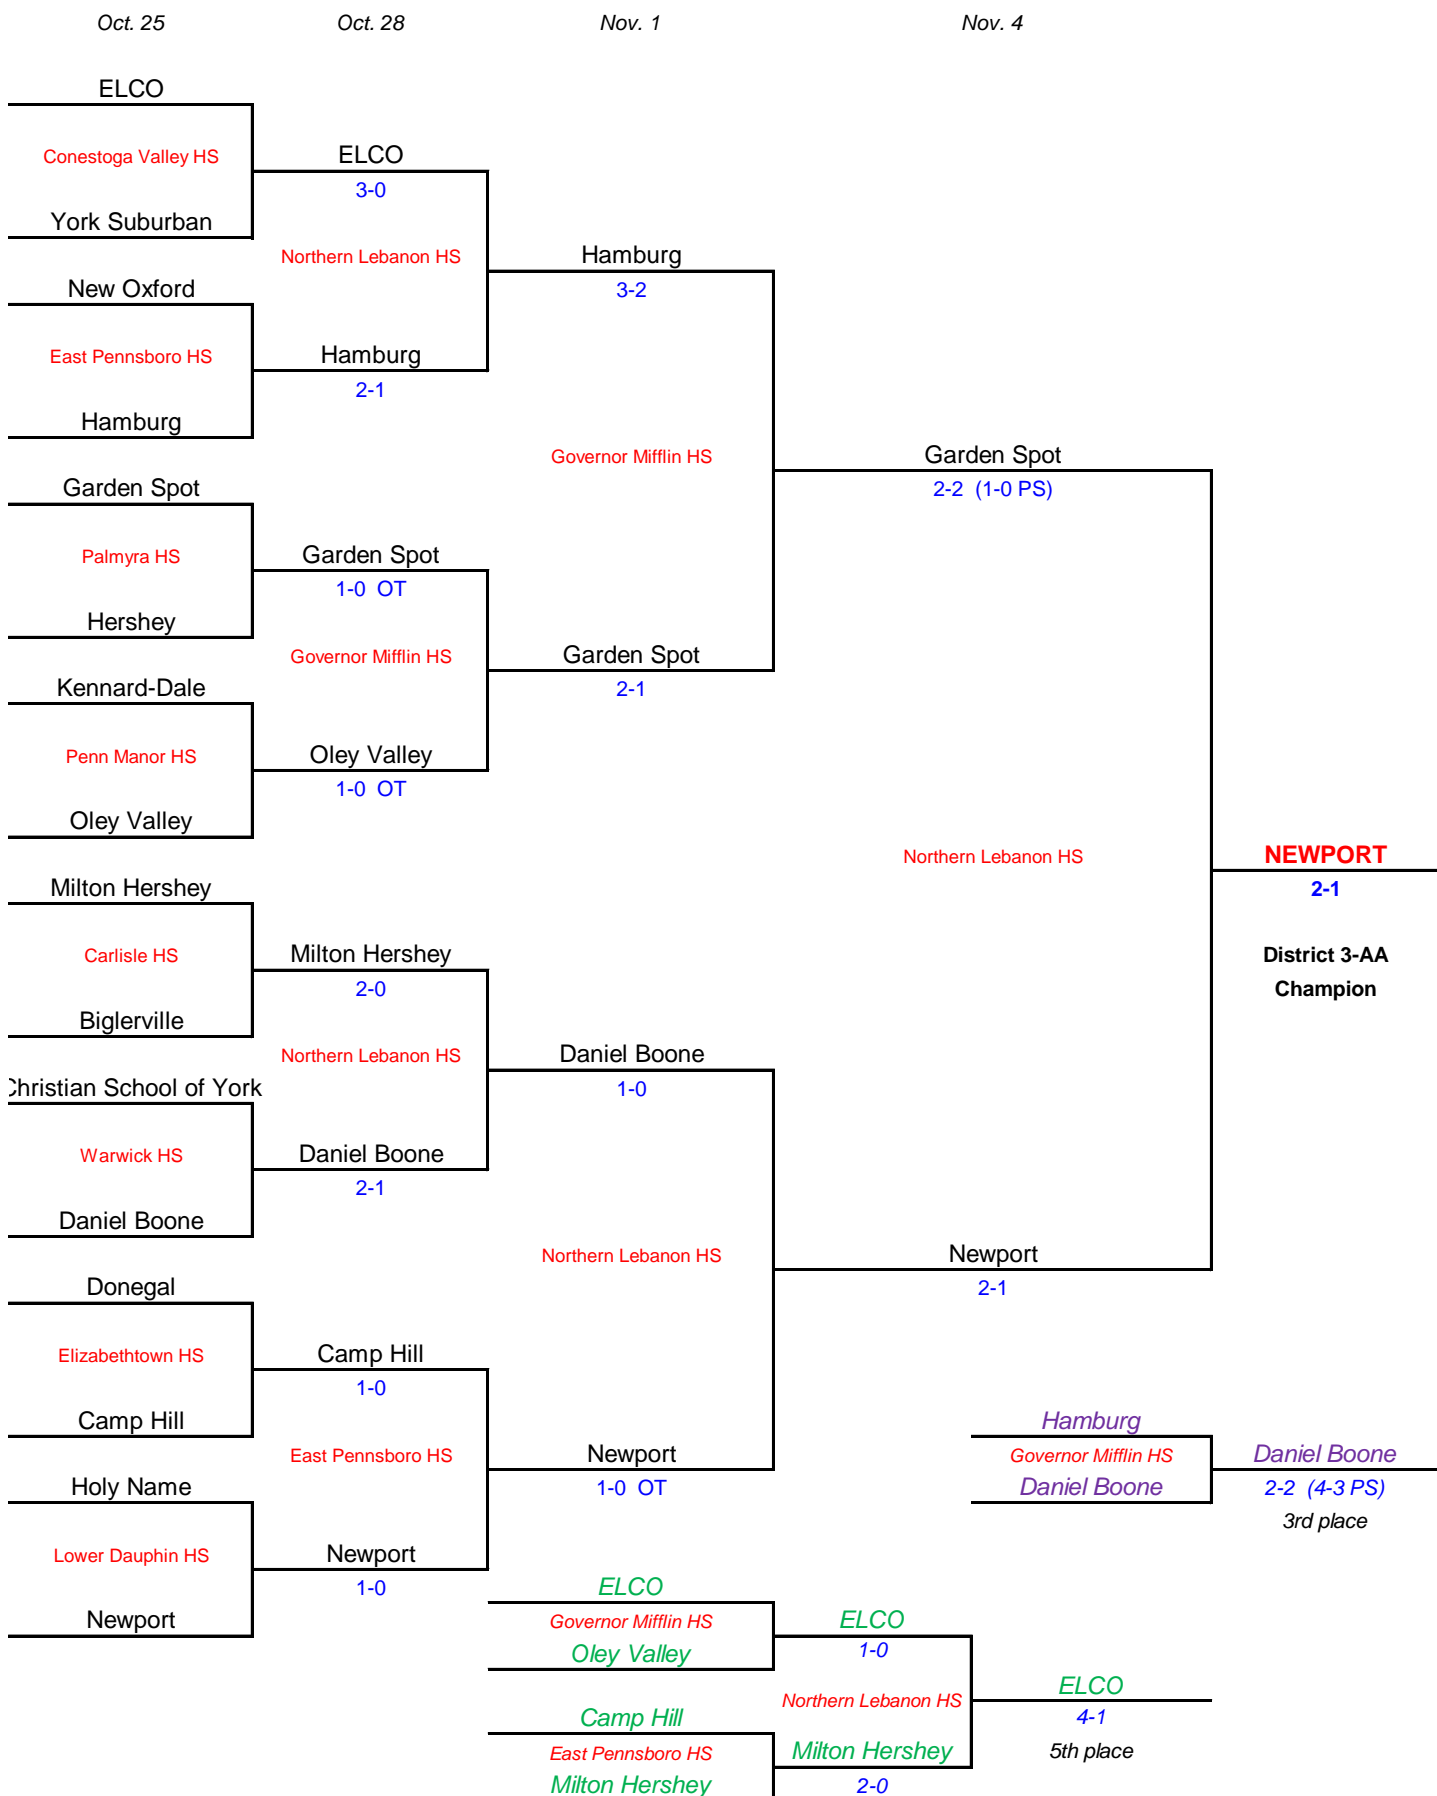 Oct. 25 Oct. 28 Nov. 1 Nov. 4
ELCO
Conestoga Valley HS ELCO
3-0
York Suburban
Northern Lebanon HS Hamburg
New Oxford 3-2
East Pennsboro HS Hamburg
2-1
Hamburg
Governor Mifflin HS Garden Spot
Garden Spot 2-2 (1-0 PS)
Palmyra HS Garden Spot
1-0 OT
Hershey
Governor Mifflin HS Garden Spot
Kennard-Dale 2-1
Penn Manor HS Oley Valley
1-0 OT
Oley Valley
Northern Lebanon HS NEWPORT
Milton Hershey 2-1
Carlisle HS Milton Hershey District 3-AA
2-0 Champion
Biglerville
Northern Lebanon HS Daniel Boone
Christian School of York 1-0
Warwick HS Daniel Boone
2-1
Daniel Boone
Northern Lebanon HS Newport
Donegal 2-1
Elizabethtown HS Camp Hill
1-0
Camp Hill Hamburg
East Pennsboro HS Newport Governor Mifflin HS Daniel Boone
Holy Name 1-0 OT Daniel Boone 2-2 (4-3 PS)
3rd place
Lower Dauphin HS Newport
1-0 ELCO
Newport Governor Mifflin HS ELCO
Oley Valley 1-0
Northern Lebanon HS ELCO
Camp Hill 4-1
East Pennsboro HS Milton Hershey 5th place
Milton Hershey 2-0